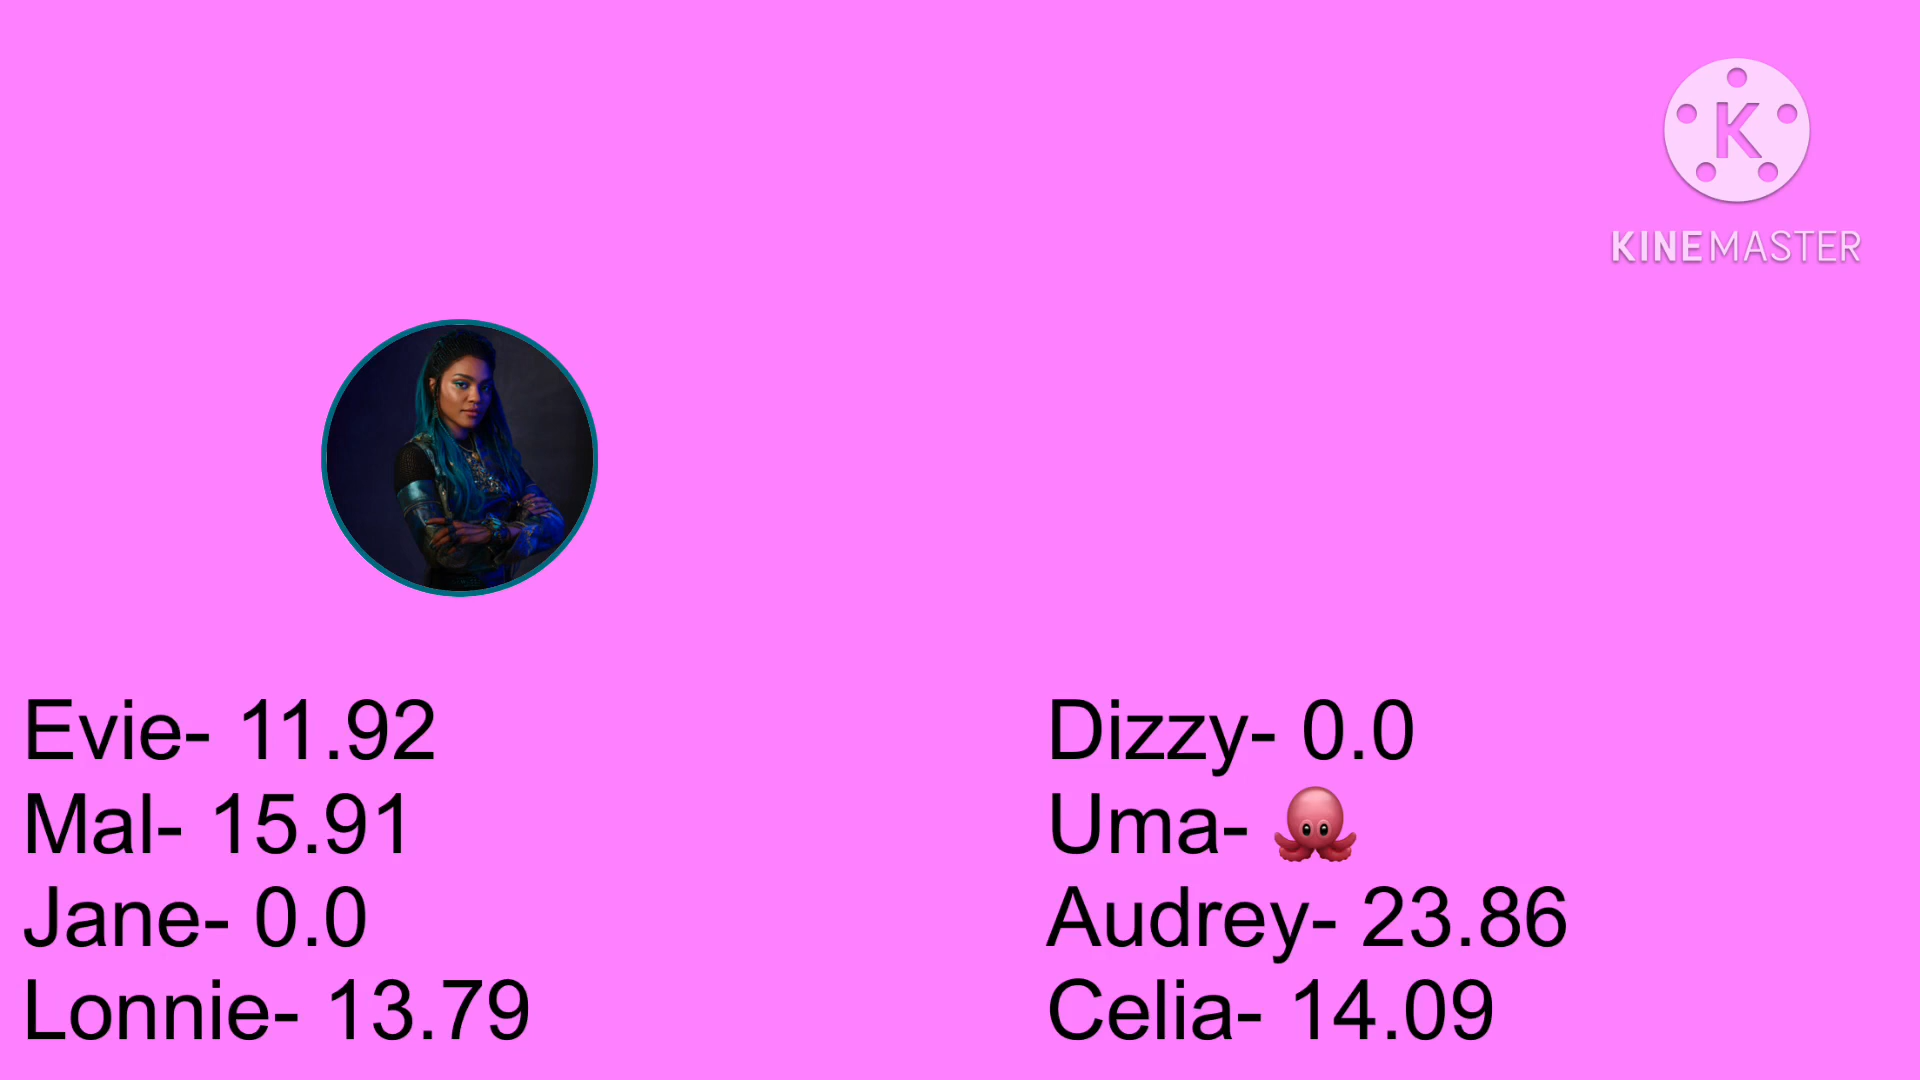 K
KINEMASTER
Evie- 11.92
Mal- 15.91
Jane- 0.0
Lonnie- 13.79
Dizzy- 0.0
Uma- 🐙
Audrey- 23.86
Celia- 14.09